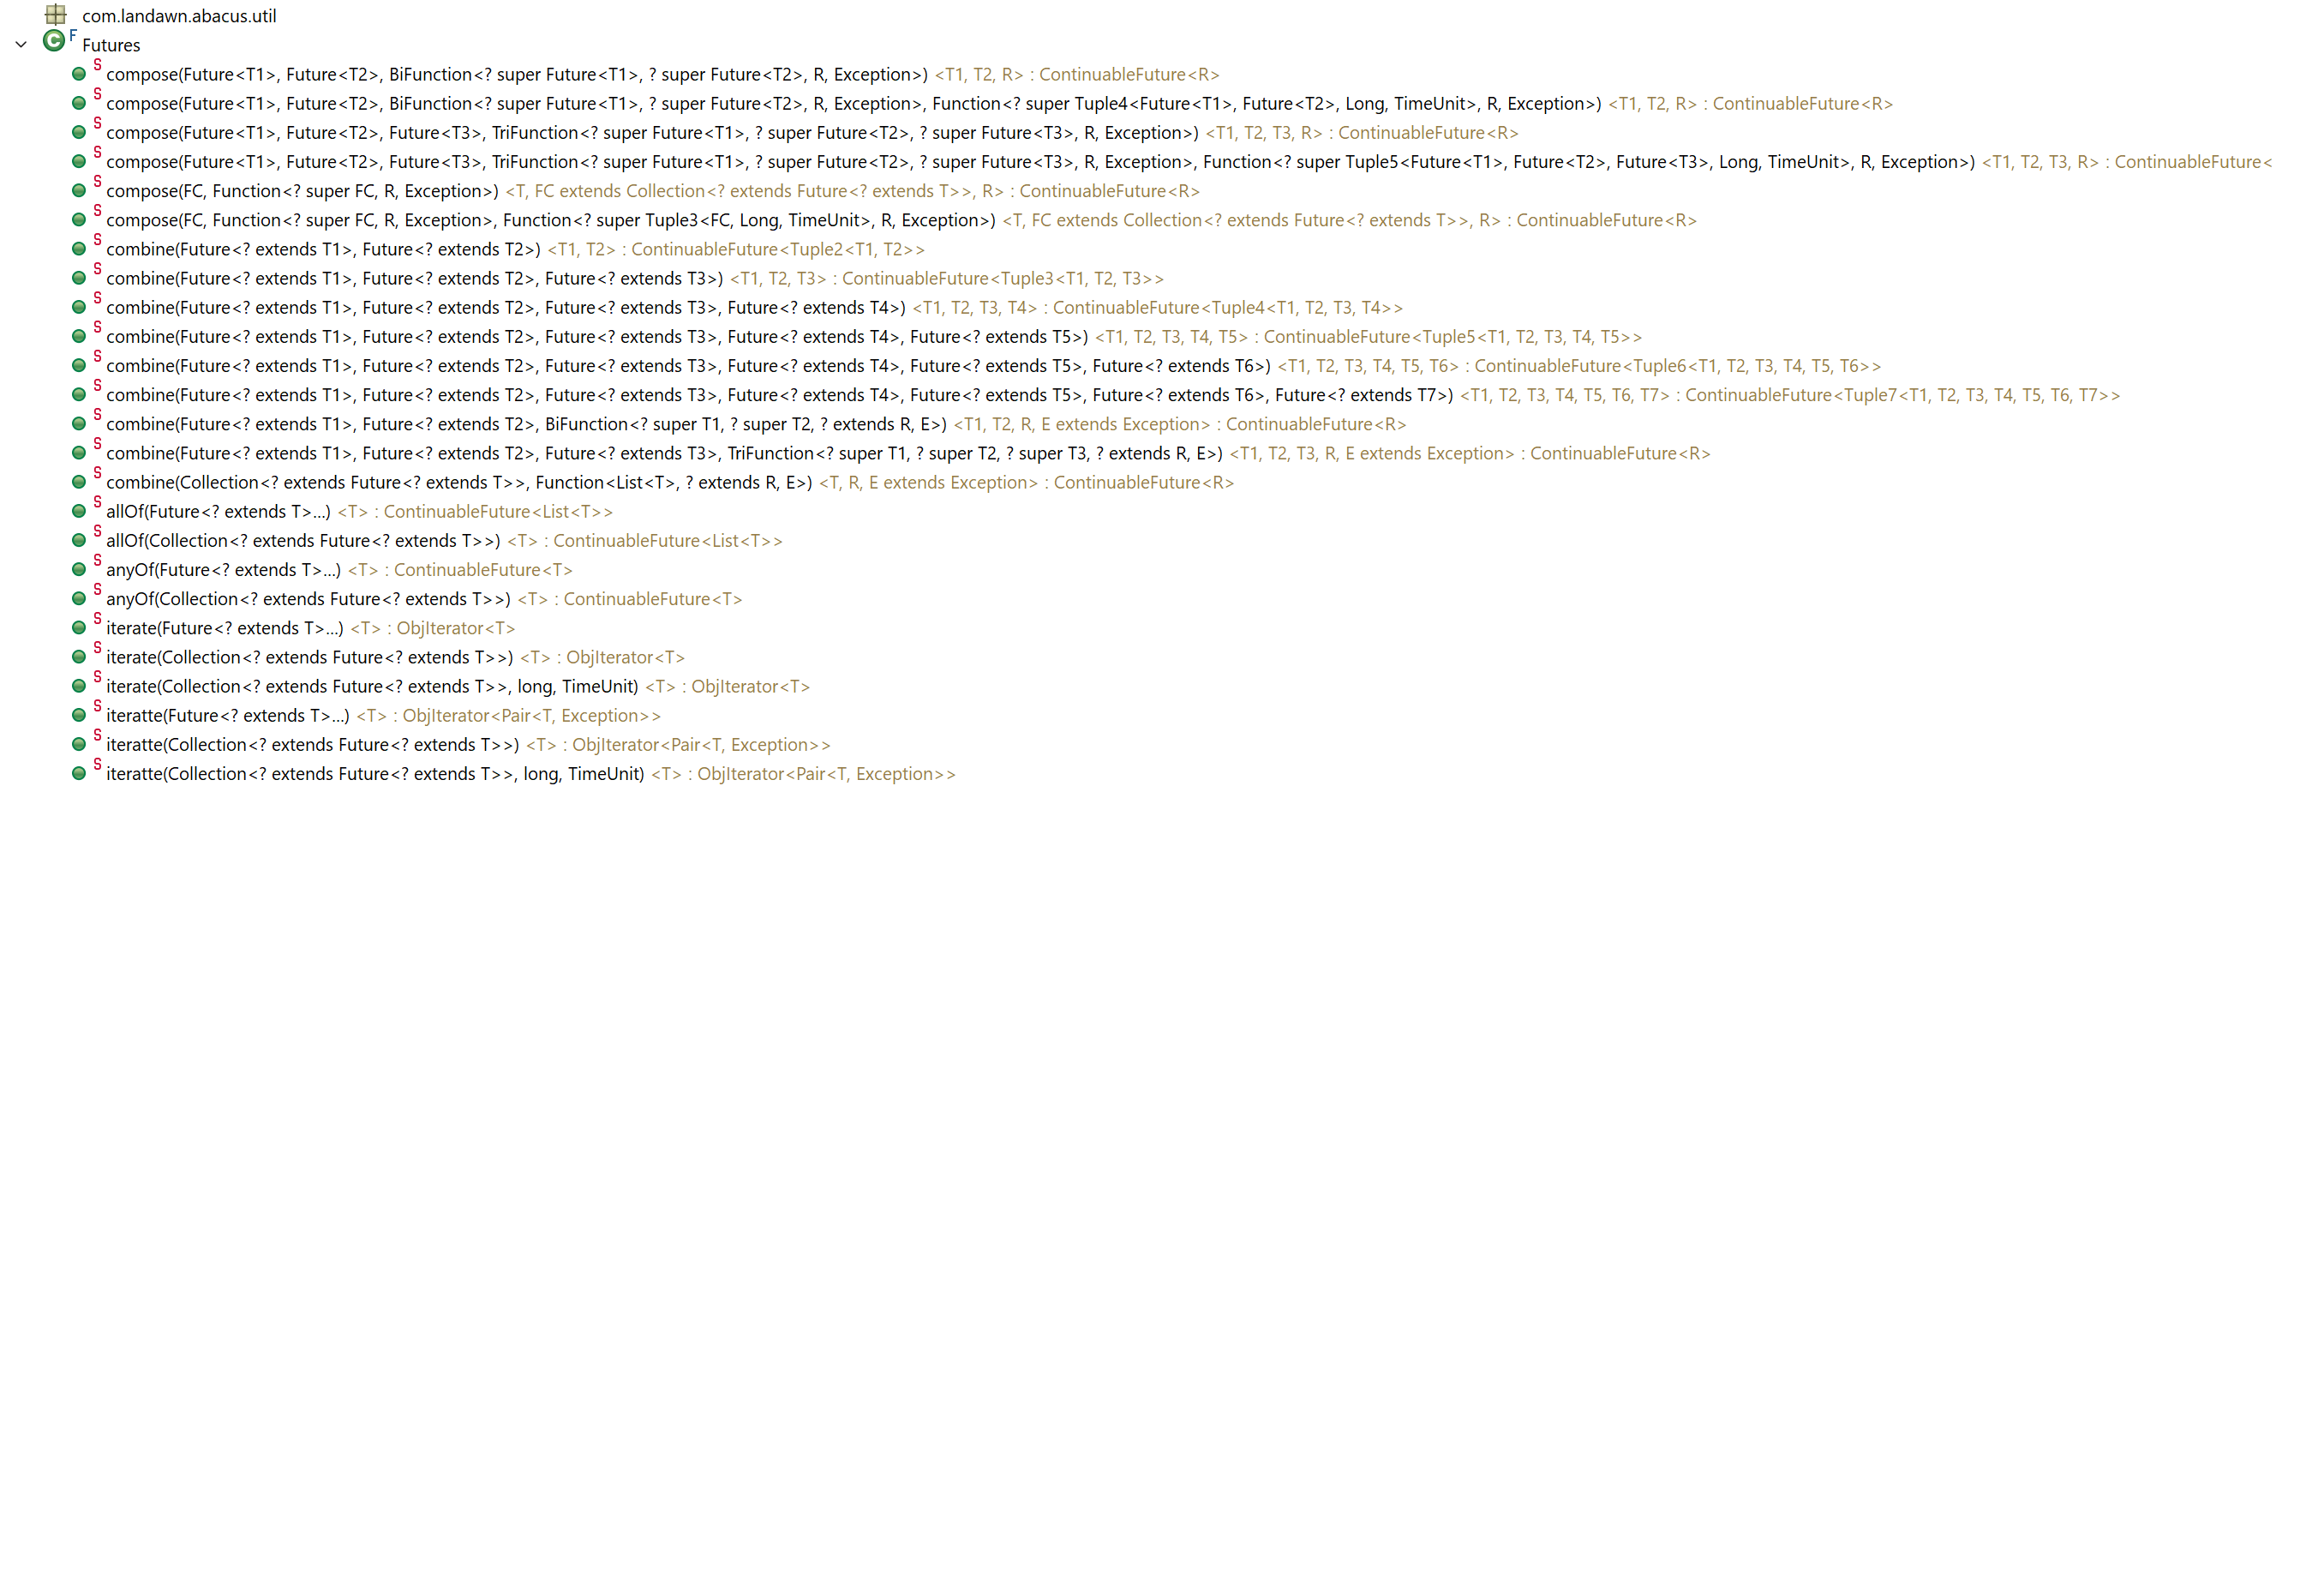 com.landawn.abacus.util
C F Futures
S compose(Future<T1>, Future<T2>, BiFunction<? super Future<T1>, ? super Future<T2>, R, Exception>) <T1, T2, R> : ContinuableFuture<R>
S compose(Future<T1>, Future<T2>, BiFunction<? super Future<T1>, ? super Future<T2>, R, Exception>, Function<? super Tuple4<Future<T1>, Future<T2>, Long, TimeUnit>, R, Exception>) <T1, T2, R> : ContinuableFuture<R>
S compose(Future<T1>, Future<T2>, Future<T3>, TriFunction<? super Future<T1>, ? super Future<T2>, ? super Future<T3>, R, Exception>) <T1, T2, T3, R> : ContinuableFuture<R>
S compose(Future<T1>, Future<T2>, Future<T3>, TriFunction<? super Future<T1>, ? super Future<T2>, ? super Future<T3>, R, Exception>, Function<? super Tuple5<Future<T1>, Future<T2>, Future<T3>, Long, TimeUnit>, R, Exception>) <T1, T2, T3, R> : ContinuableFuture<
S compose(FC, Function<? super FC, R, Exception>) <T, FC extends Collection<? extends Future<? extends T>>, R> : ContinuableFuture<R>
S compose(FC, Function<? super FC, R, Exception>, Function<? super Tuple3<FC, Long, TimeUnit>, R, Exception>) <T, FC extends Collection<? extends Future<? extends T>>, R> : ContinuableFuture<R>
S combine(Future<? extends T1>, Future<? extends T2>) <T1, T2> : ContinuableFuture<Tuple2<T1, T2>>
S combine(Future<? extends T1>, Future<? extends T2>, Future<? extends T3>) <T1, T2, T3> : ContinuableFuture<Tuple3<T1, T2, T3>>
S combine(Future<? extends T1>, Future<? extends T2>, Future<? extends T3>, Future<? extends T4>) <T1, T2, T3, T4> : ContinuableFuture<Tuple4<T1, T2, T3, T4>>
S combine(Future<? extends T1>, Future<? extends T2>, Future<? extends T3>, Future<? extends T4>, Future<? extends T5>) <T1, T2, T3, T4, T5> : ContinuableFuture<Tuple5<T1, T2, T3, T4, T5>>
S combine(Future<? extends T1>, Future<? extends T2>, Future<? extends T3>, Future<? extends T4>, Future<? extends T5>, Future<? extends T6>) <T1, T2, T3, T4, T5, T6> : ContinuableFuture<Tuple6<T1, T2, T3, T4, T5, T6>>
S combine(Future<? extends T1>, Future<? extends T2>, Future<? extends T3>, Future<? extends T4>, Future<? extends T5>, Future<? extends T6>, Future<? extends T7>) <T1, T2, T3, T4, T5, T6, T7> : ContinuableFuture<Tuple7<T1, T2, T3, T4, T5, T6, T7>>
S combine(Future<? extends T1>, Future<? extends T2>, BiFunction<? super T1, ? super T2, ? extends R, E>) <T1, T2, R, E extends Exception> : ContinuableFuture<R>
S combine(Future<? extends T1>, Future<? extends T2>, Future<? extends T3>, TriFunction<? super T1, ? super T2, ? super T3, ? extends R, E>) <T1, T2, T3, R, E extends Exception> : ContinuableFuture<R>
S combine(Collection<? extends Future<? extends T>>, Function<List<T>, ? extends R, E>) <T, R, E extends Exception> : ContinuableFuture<R>
S allOf(Future<? extends T>...) <T> : ContinuableFuture<List<T>>
S allOf(Collection<? extends Future<? extends T>>) <T> : ContinuableFuture<List<T>>
S anyOf(Future<? extends T>...) <T> : ContinuableFuture<T>
S anyOf(Collection<? extends Future<? extends T>>) <T> : ContinuableFuture<T>
S iterate(Future<? extends T>...) <T> : ObjIterator<T>
S iterate(Collection<? extends Future<? extends T>>) <T> : ObjIterator<T>
S iterate(Collection<? extends Future<? extends T>>, long, TimeUnit) <T> : ObjIterator<T>
S iteratte(Future<? extends T>...) <T> : ObjIterator<Pair<T, Exception>>
S iteratte(Collection<? extends Future<? extends T>>) <T> : ObjIterator<Pair<T, Exception>>
S iteratte(Collection<? extends Future<? extends T>>, long, TimeUnit) <T> : ObjIterator<Pair<T, Exception>>